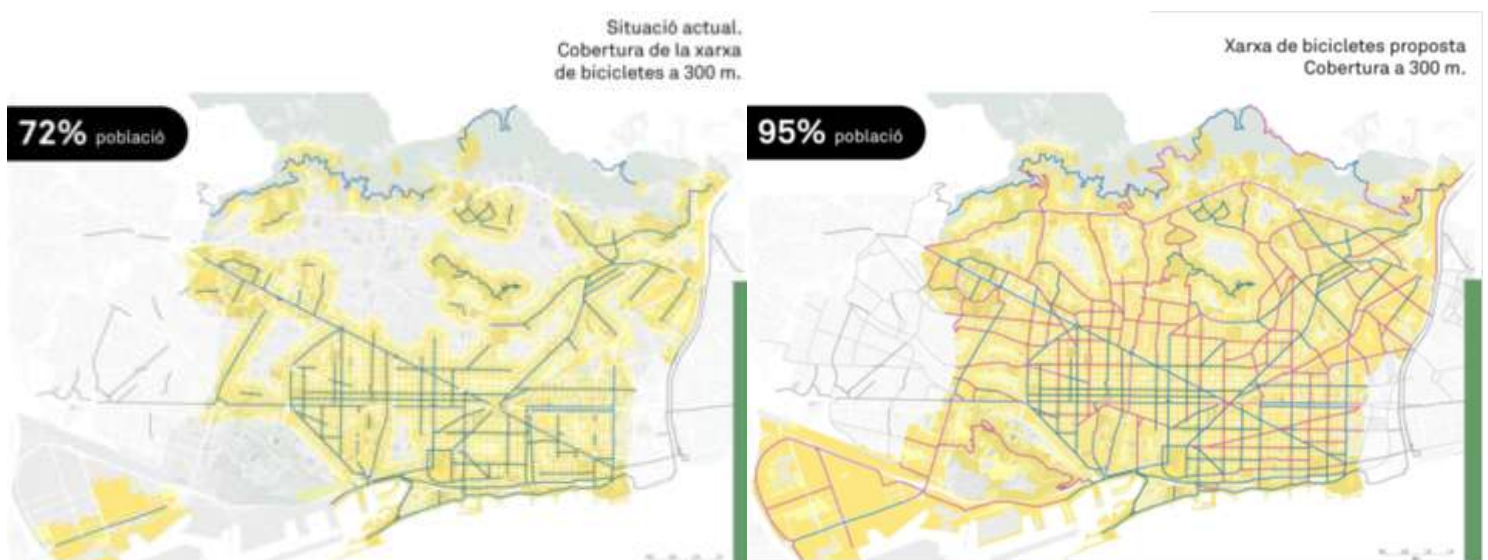 Situació actual.
Cobertura de la xarxa
de bicicletes a 300 m.
72% població
Xarxa de bicicletes proposta
Cobertura a 300 m.
95% població